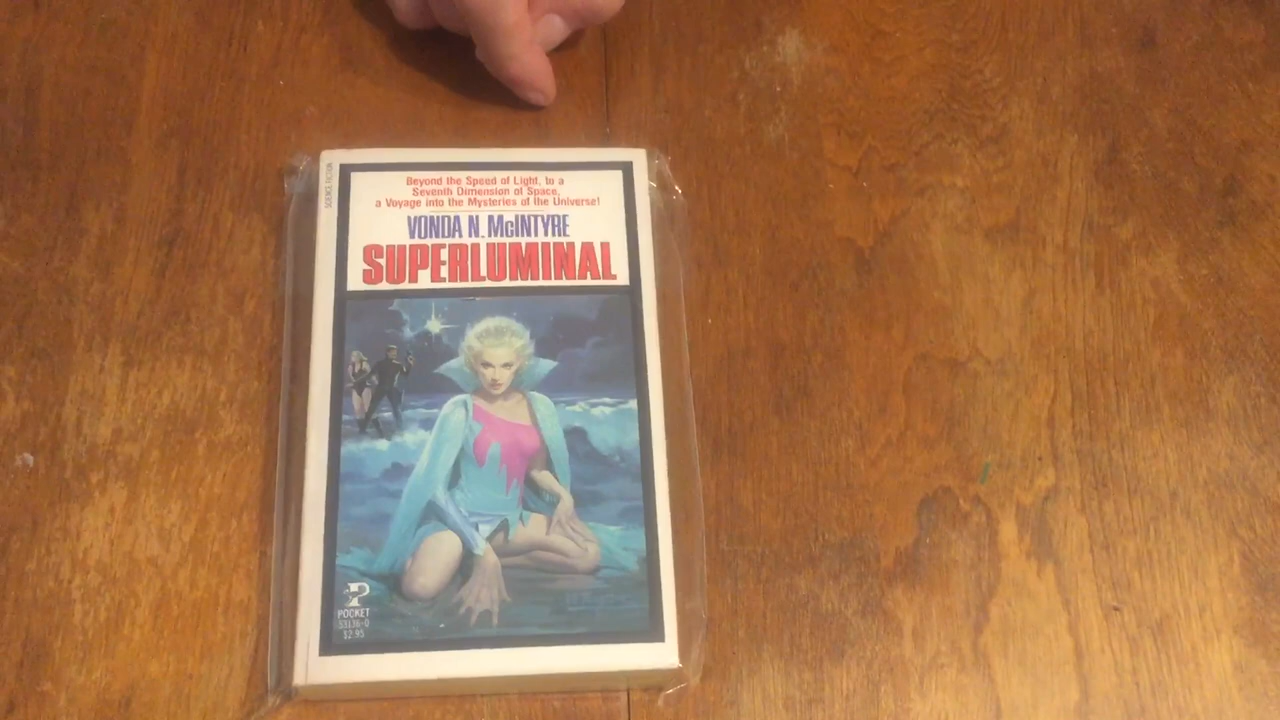 SCIENCE FICTION
Beyond the Speed of Light, to a
Seventh Dimension of Space,
a Voyage into the Mysteries of the Universe!
VONDA N. McINTYRE
SUPERLUMINAL
P
POCKET
53136-0
$2.95